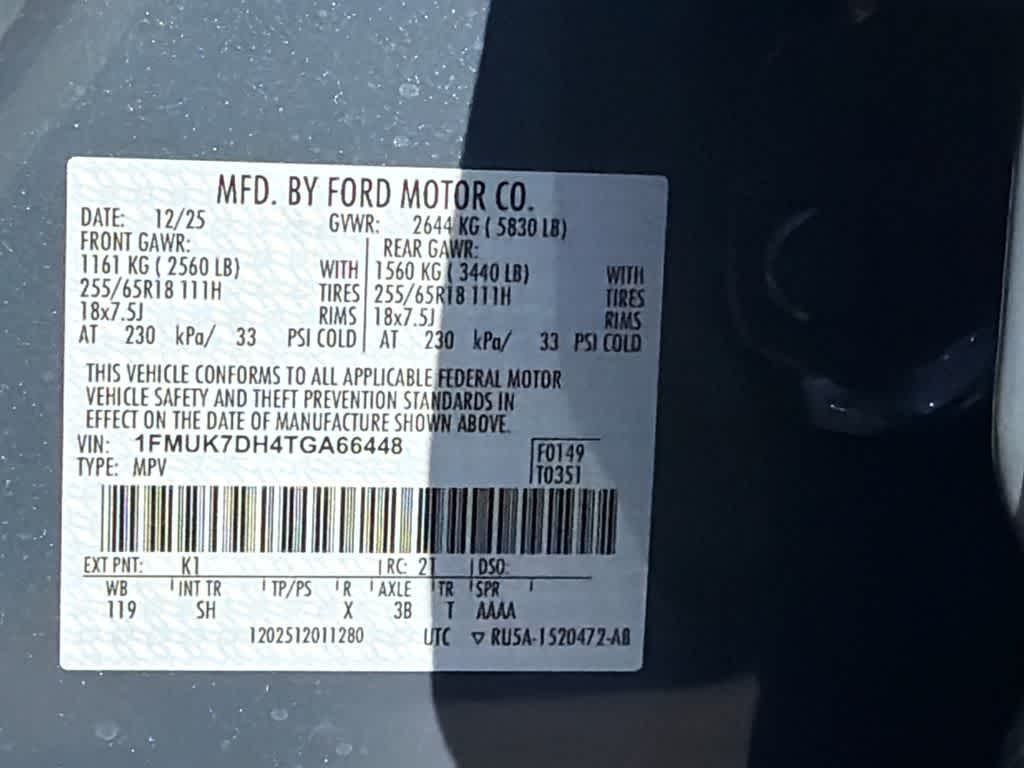 MFD. BY FORD MOTOR CO.
DATE: 12/25 GVWR: 2644 KG ( 5830 LB)
FRONT GAWR: REAR GAWR:
1161 KG ( 2560 LB) WITH 1560 KG ( 3440 LB) WITH
255/65R18 111H TIRES 255/65R18 111H TIRES
18x7.5J RIMS 18x7.5J RIMS
AT 230 kPa/ 33 PSI COLD AT 230 kPa/ 33 PSI COLD
THIS VEHICLE CONFORMS TO ALL APPLICABLE FEDERAL MOTOR
VEHICLE SAFETY AND THEFT PREVENTION STANDARDS IN
EFFECT ON THE DATE OF MANUFACTURE SHOWN ABOVE.
VIN: 1FMUK7DH4TGA66448 F0149
TYPE: MPV T0351
EXT PNT: K1 RC: 21 DSO:
WB INT TR TP/PS R AXLE TR SPR
119 SH X 3B T AAAA
1202512011280 UTC ▽ RU5A-1520472-AB